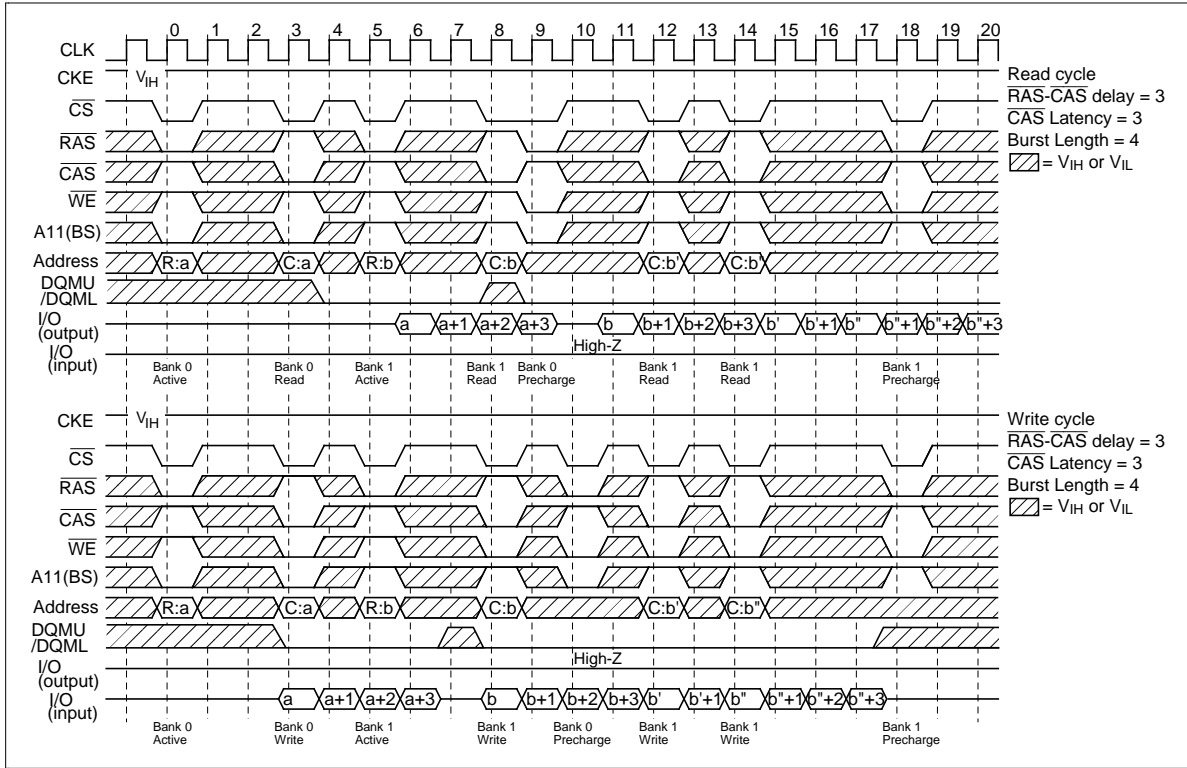 0 1 2 3 4 5 6 7 8 9 10 11 12 13 14 15 16 17 18 19 20
CLK
CKE VIH
CS
RAS
CAS
WE
A11(BS)
Address R:a C:a R:b C:b C:b' C:b'
DQMU
/DQML
I/O
(output) a a+1 a+2 a+3 b b+1 b+2 b+3 b' b'+1 b" b"+1 b"+2 b"+3
High-Z
I/O
(input)
Bank 0 Active
Bank 0 Read
Bank 1 Active
Bank 1 Read
Bank 0 Precharge
Bank 1 Read
Bank 1 Read
Bank 1 Precharge
Read cycle
RAS-CAS delay = 3
CAS Latency = 3
Burst Length = 4
= VIH or VIL
CKE VIH
CS
RAS
CAS
WE
A11(BS)
Address R:a C:a R:b C:b C:b' C:b"
DQMU
/DQML
High-Z
I/O
(output)
I/O
(input) a a+1 a+2 a+3 b b+1 b+2 b+3 b' b'+1 b" b"+1 b"+2 b"+3
Bank 0 Active
Bank 0 Write
Bank 1 Active
Bank 1 Write
Bank 0 Precharge
Bank 1 Write
Bank 1 Write
Bank 1 Precharge
Write cycle
RAS-CAS delay = 3
CAS Latency = 3
Burst Length = 4
= VIH or VIL